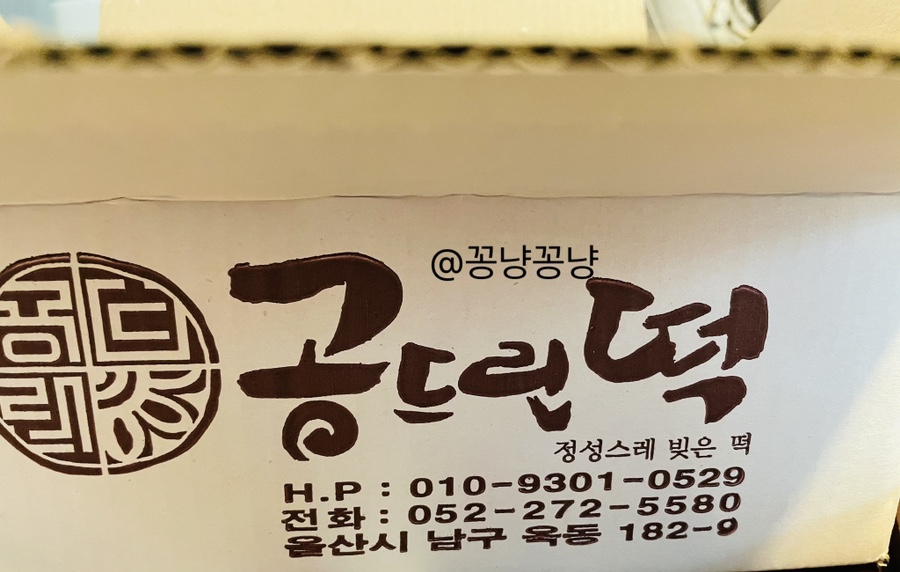 @꽁냥꽁냥
공드린떡
정성스레 빚은 떡
H.P : 010-9301-0529
전화 : 052-272-5580
울산시 남구 옥동 182-9